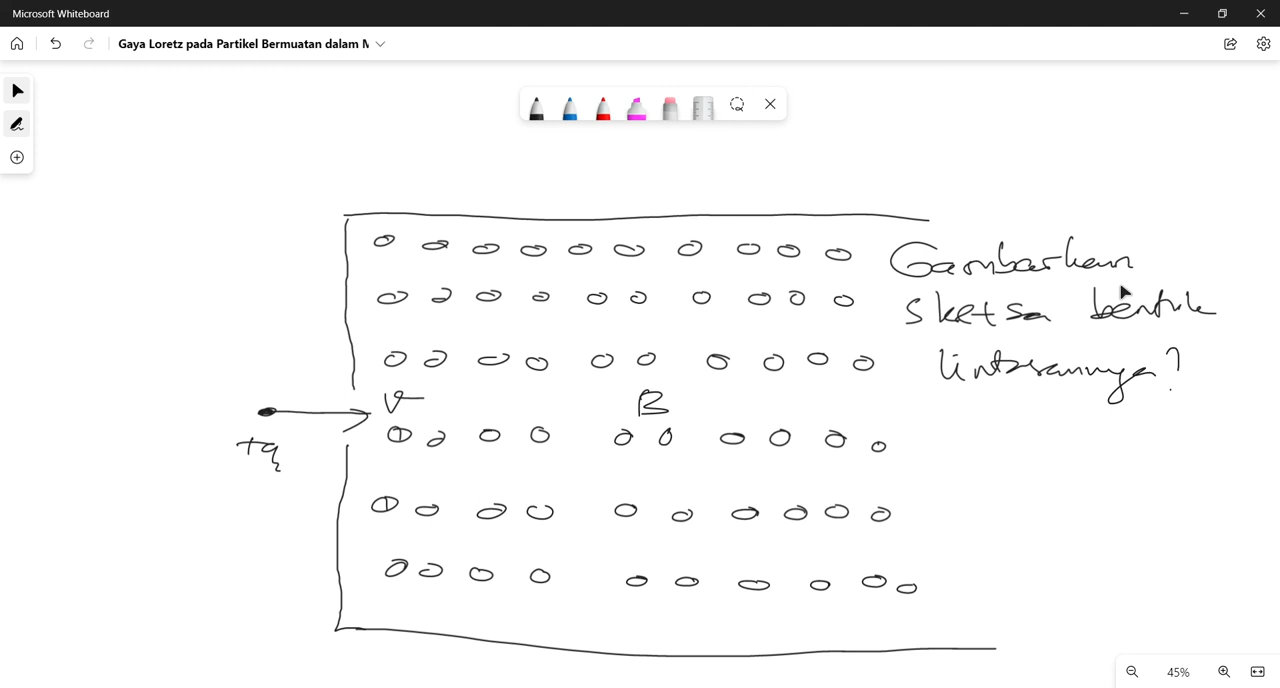 Microsoft Whiteboard
Gaya Loretz pada Partikel Bermuatan dalam M
Gambarkan
sketsa bentuk
lintasannya?
V
B
+q
45%